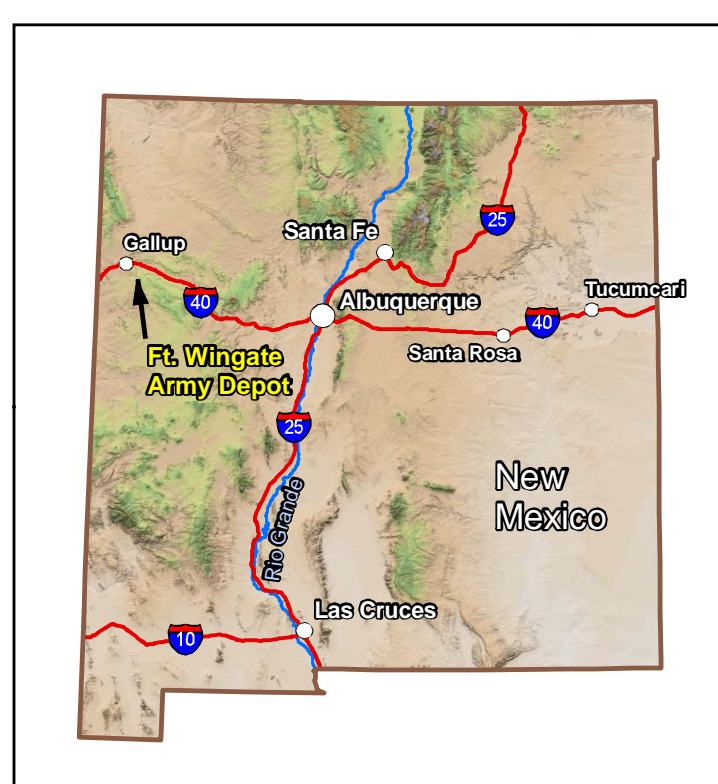 25
Santa Fe
Gallup
Tucumcari
40
Albuquerque
40
Santa Rosa
Ft. Wingate
Army Depot
25
New
Mexico
Rio Grande
Las Cruces
10